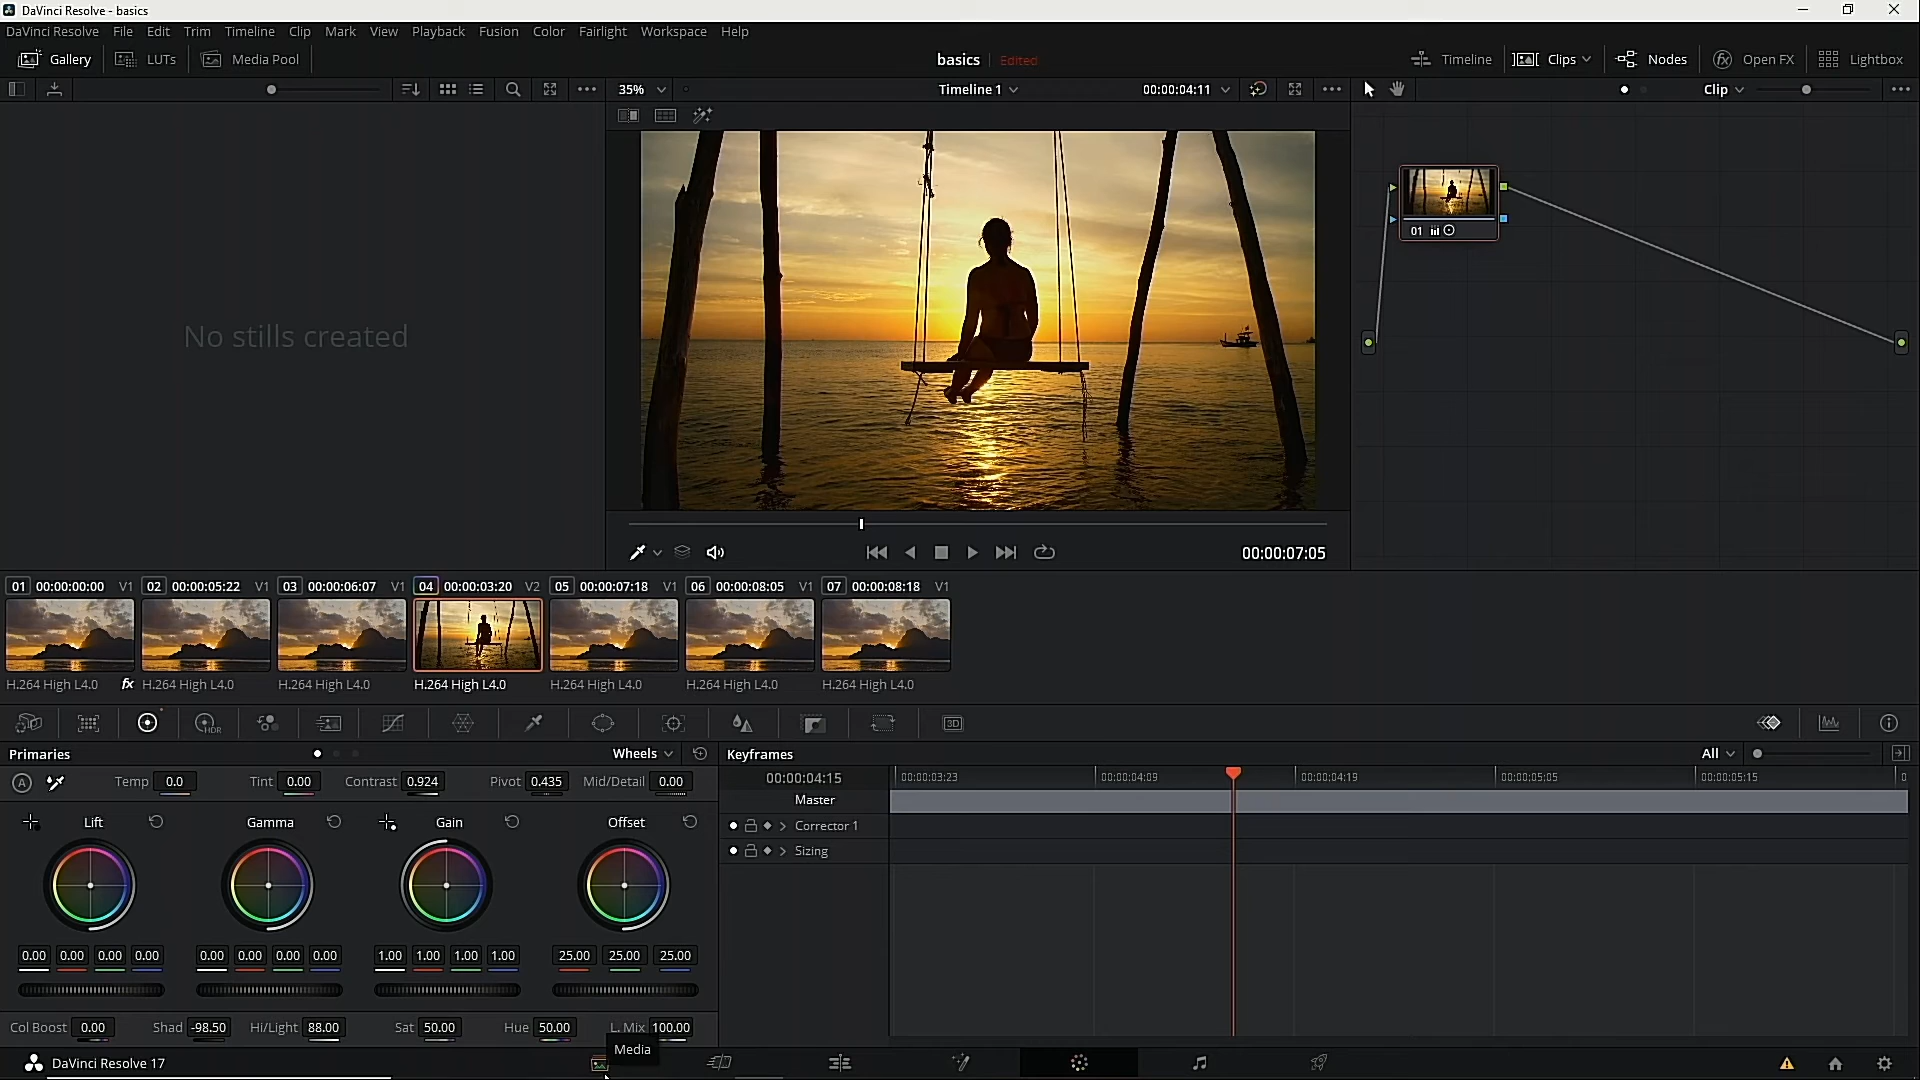 DaVinci Resolve - basics
DaVinci Resolve File Edit Trim Timeline Clip Mark View Playback Fusion Color Fairlight Workspace Help
Gallery LUTs Media Pool basics Edited Timeline Clips Nodes Open FX Lightbox
35% Timeline 1 00:00:04:11 Clip
01
No stills created
00:00:07:05
01 00:00:00:00 V1 02 00:00:05:22 V1 03 00:00:06:07 V1 04 00:00:03:20 V2 05 00:00:07:18 V1 06 00:00:08:05 V1 07 00:00:08:18 V1
H.264 High L4.0 fx H.264 High L4.0 H.264 High L4.0 H.264 High L4.0 H.264 High L4.0 H.264 High L4.0 H.264 High L4.0
HDR 3D
Primaries Wheels Keyframes All
A Temp 0.0 Tint 0.00 Contrast 0.924 Pivot 0.435 Mid/Detail 0.00
00:00:04:15 00:00:03:23 00:00:04:09 00:00:04:19 00:00:05:05 00:00:05:15 0
Master
Lift Gamma Gain Offset
Corrector 1
Sizing
0.00 0.00 0.00 0.00 0.00 0.00 0.00 0.00 1.00 1.00 1.00 1.00 25.00 25.00 25.00
Col Boost 0.00 Shad -98.50 Hi/Light 88.00 Sat 50.00 Hue 50.00 L. Mix 100.00
Media
DaVinci Resolve 17